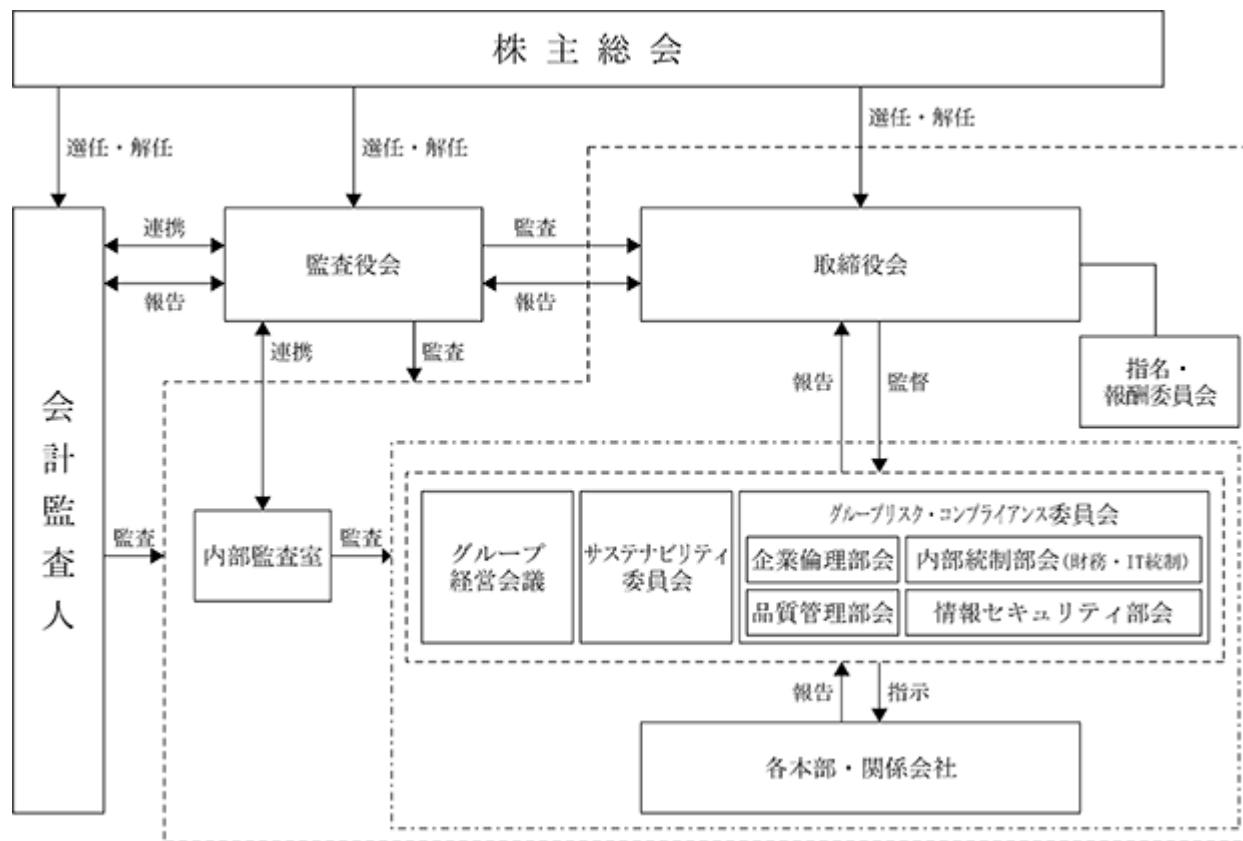 株主総会
選任・解任
選任・解任
選任・解任
会計監査人
連携
報告
監査役会
監査
報告
取締役会
連携
監査
報告
監督
指名・
報酬委員会
監査
内部監査室
監査
グループ
経営会議
サステナビリティ
委員会
グループリスク・コンプライアンス委員会
企業倫理部会
内部統制部会(財務・IT統制)
品質管理部会
情報セキュリティ部会
報告
指示
各本部・関係会社